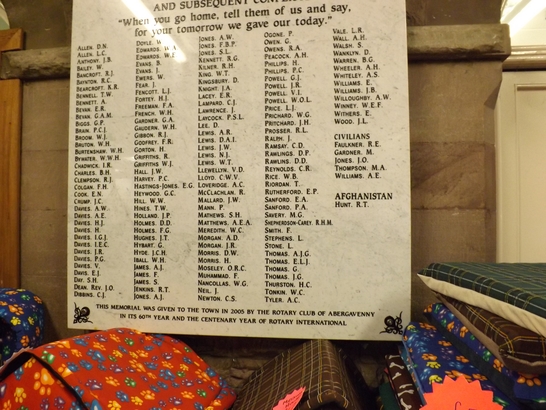 AND SUBSEQUENT
"When you go home, tell them of us and say,
for your tomorrow we gave our today."
ALLEN. D.N.
ALLEN. L.C.
ANTHONY. J.B.
BAILEY. W.
BANCROFT. R.J.
BAYNTON. R.C.
BEARCROFT. K.R.
BENNELL T.W.
BENNETT. A.
BEVAN. E.R.
BEVAN. G.A.M.
BIGGS. G.P.
BRAIN. P.C.J.
BROOM. W.J.
BRUTON. W.H.
BURTENSHAW. W.H.
BYWATER. W.W.H.
CHADWICK. I.R.
CHARLES. B.H.
CLEMPSON. R.J.
COLGAN. F.H.
COOK. E.N.
CRUMP. J.C.
DAVIES. A.W.
DAVIES. A.E.
DAVIES. H.J.
DAVIES. H.
DAVIES. I.G.J.
DAVIES. I.E.C.
DAVIES. J.R.
DAVIES. P.G.
DAVIES. V.
DAVIS. E.J.
DAY. S.H.
DEAN. REV. J.O.
DIBBINS. C.J.
DOYLE.
EDWARDS.
EDWARDS.
EVANS. D.
EVANS. J.
EWERS. W.
FEAR. J.
FENCOTT. L.J.
FORTEY. H.J.
FREEMAN. F.A.
FRENCH. W.H.
GARDNER. G.A.
GAUDERN. W.H.
GIBBON. R.J.
GODFREY. F.R.
GORTON. H.
GRIFFITHS. R.
GRIFFITHS. W.J.
HALL. J.W.
HARVEY. P.C.
HASTINGS-JONES. E.G.
HEYWOOD. G.C.
HILL. W.W.
HINES. T.W.
HOLLAND. J.P.
HOLMES. D.D.
HOLMES. F.G.
HUGHES. J.T.
HYBART. G.
HYDE. J.C.H.
IBALL. W.H.
JAMES. A.J.
JAMES. F.
JAMES. S.
JENKINS. R.T.
JONES. A.J.
JONES. A.W.
JONES. F.B.P.
JONES. S.L.
KENNETT. R.G.
KILNER. R.H.
KING. W.T.
KINGSBURY. D.
KNIGHT. J.A.
LACEY. E.R.
LAMPARD. C.J.
LAWRENCE. J.
LAYCOCK. P.S.L.
LEE. D.
LEWIS. A.R.
LEWIS. D.A.I.
LEWIS. J.W.
LEWIS. N.J.
LEWIS. W.T.
LLEWELLYN. V.D.
LLOYD. C.W.V.
LOVERIDGE. A.C.
McCLACHLAN. R.
MALLARD. J.W.
MANN. P.
MATHEWS. S.H.
MATTHEWS. A.E.A.
MEREDITH. W.C.
MORGAN. A.D.
MORGAN. J.R.
MORRIS. D.W.
MORRIS. H.
MOSELEY. O.R.C.
MUHAMMAD. F.
NANCOLLAS. W.G.
NEIL. J.
NEWTON. C.S.
OGONE. P.
OWEN. G.
OWENS. R.A.
PEACOCK. A.H.
PHILLIPS. H.
PHILLIPS. P.C.
POWELL. G.J.
POWELL. J.R.
POWELL. V.I.
POWELL. W.O.L.
PRICE. L.J.
PRICHARD. W.G.
PRITCHARD. J.H.
PROSSER. R.L.
RALPH. J.
RAMSAY. C.D.
RAWLINGS. D.P.
RAWLINS. D.D.
REYNOLDS. C.R.
RICE. W.B.
RIORDAN. T.
RUTHERFORD. E.P.
SANFORD. E.A.
SANFORD. P.A.
SAVERY. M.G.
SHEPHERDSON-CAREY. R.H.M.
SMITH. F.
STEPHENS. L.
STONE. L.
THOMAS. A.J.G.
THOMAS. E.L.J.
THOMAS. G.
THOMAS. J.G.
THURSTON. H.C.
TONKIN. W.C.
TYLER. A.C.
VALE. L.R.
WALL. A.H.
WALSH. S.
WANKLYN. D.
WARREN. B.G.
WHEELER. A.H.
WHITELEY. A.S.
WILLIAMS. E.
WILLIAMS. J.B.
WILLOUGHBY. A.W.
WINNEY. W.E.F.
WITHERS. E.
WOOD. J.L.
CIVILIANS
FAULKNER. R.E.
GARDNER. M.
JONES. J.O.
THOMPSON. M.A.
WILLIAMS. A.E.
AFGHANISTAN
HUNT. R.T.
THIS MEMORIAL WAS GIVEN TO THE TOWN IN 2005 BY THE ROTARY CLUB OF ABERGAVENNY
IN ITS 60TH YEAR AND THE CENTENARY YEAR OF ROTARY INTERNATIONAL